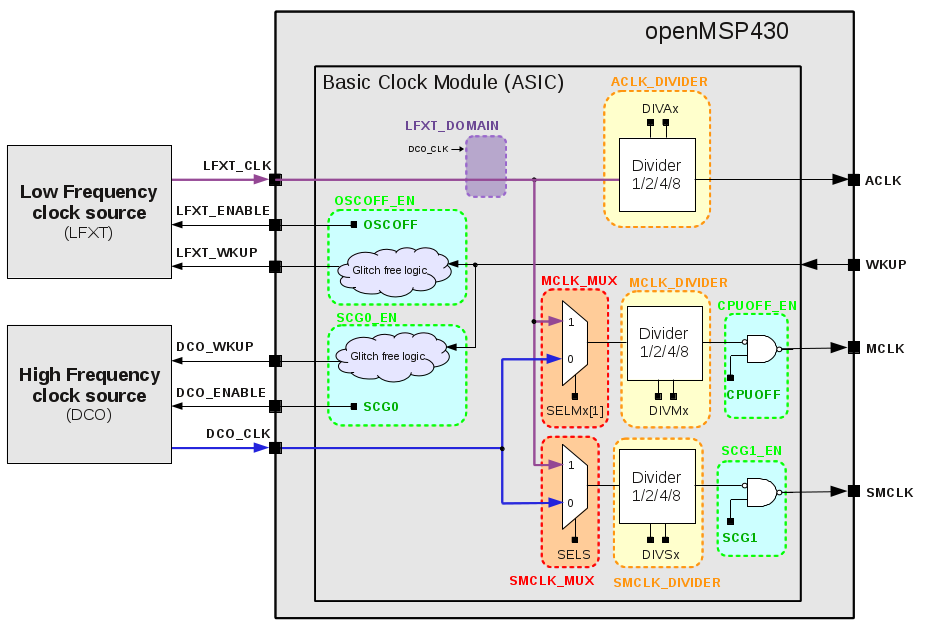 openMSP430
Basic Clock Module (ASIC)
ACLK_DIVIDER
DIVAx
Divider
1/2/4/8
LFXT_DOMAIN
DCO_CLK
LFXT_CLK
Low Frequency
clock source
(LFXT)
LFXT_ENABLE
LFXT_WKUP
ACLK
OSCOFF_EN
OSCOFF
Glitch free logic
WKUP
SCG0_EN
Glitch free logic
SCG0
High Frequency
clock source
(DCO)
DCO_WKUP
DCO_ENABLE
DCO_CLK
MCLK_MUX
1
0
SELMx[1]
MCLK_DIVIDER
Divider
1/2/4/8
DIVMx
CPUOFF_EN
CPUOFF
MCLK
1
0
SELS
SMCLK_MUX
Divider
1/2/4/8
DIVSx
SMCLK_DIVIDER
SCG1_EN
SCG1
SMCLK